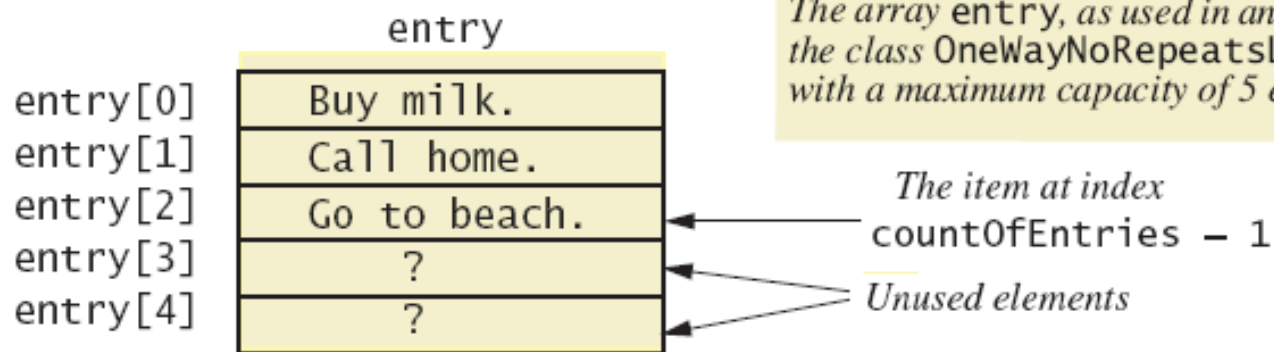 entry
The array entry, as used in an
the class OneWayNoRepeatsL
with a maximum capacity of 5 e
entry[0] Buy milk.
entry[1] Call home.
entry[2] Go to beach.
entry[3] ?
entry[4] ?
The item at index
countOfEntries – 1
Unused elements